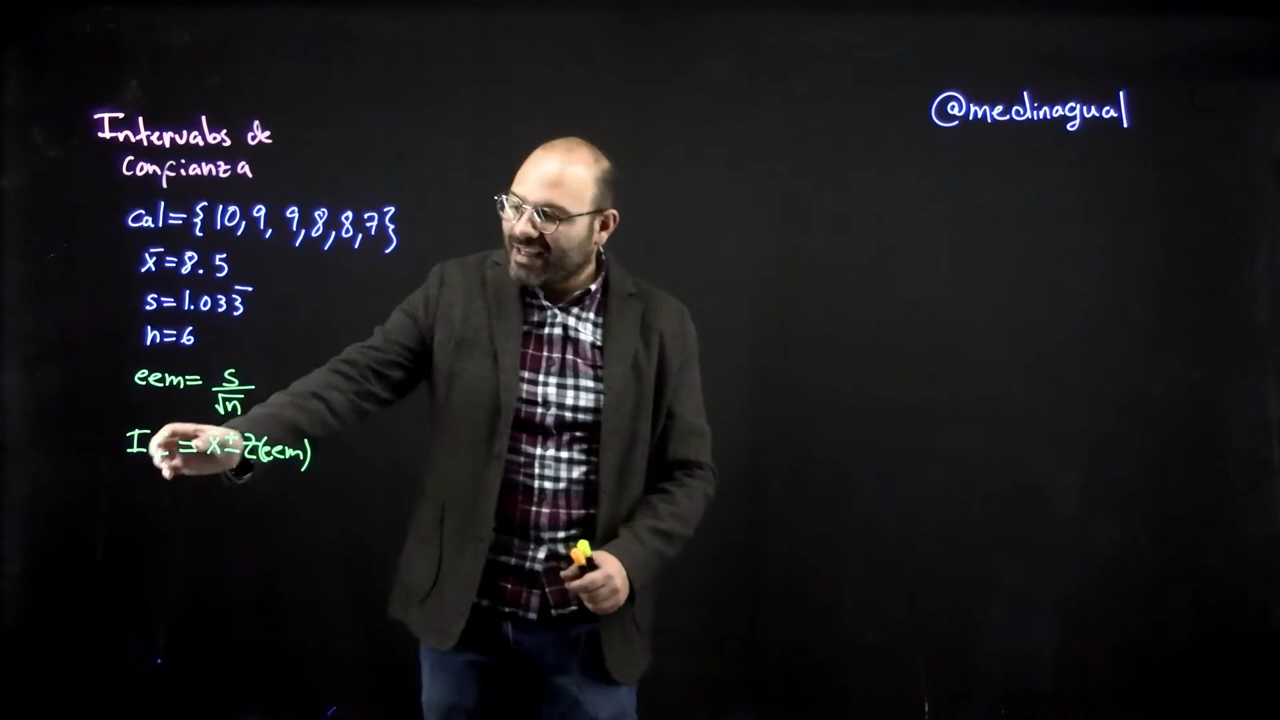 Intervalos de
Confianza
cal={10,9, 9,8,8,7}
x̄=8.5
s=1.033̅
n=6
eem= s/√n
I = x±z(eem)
@medinagual